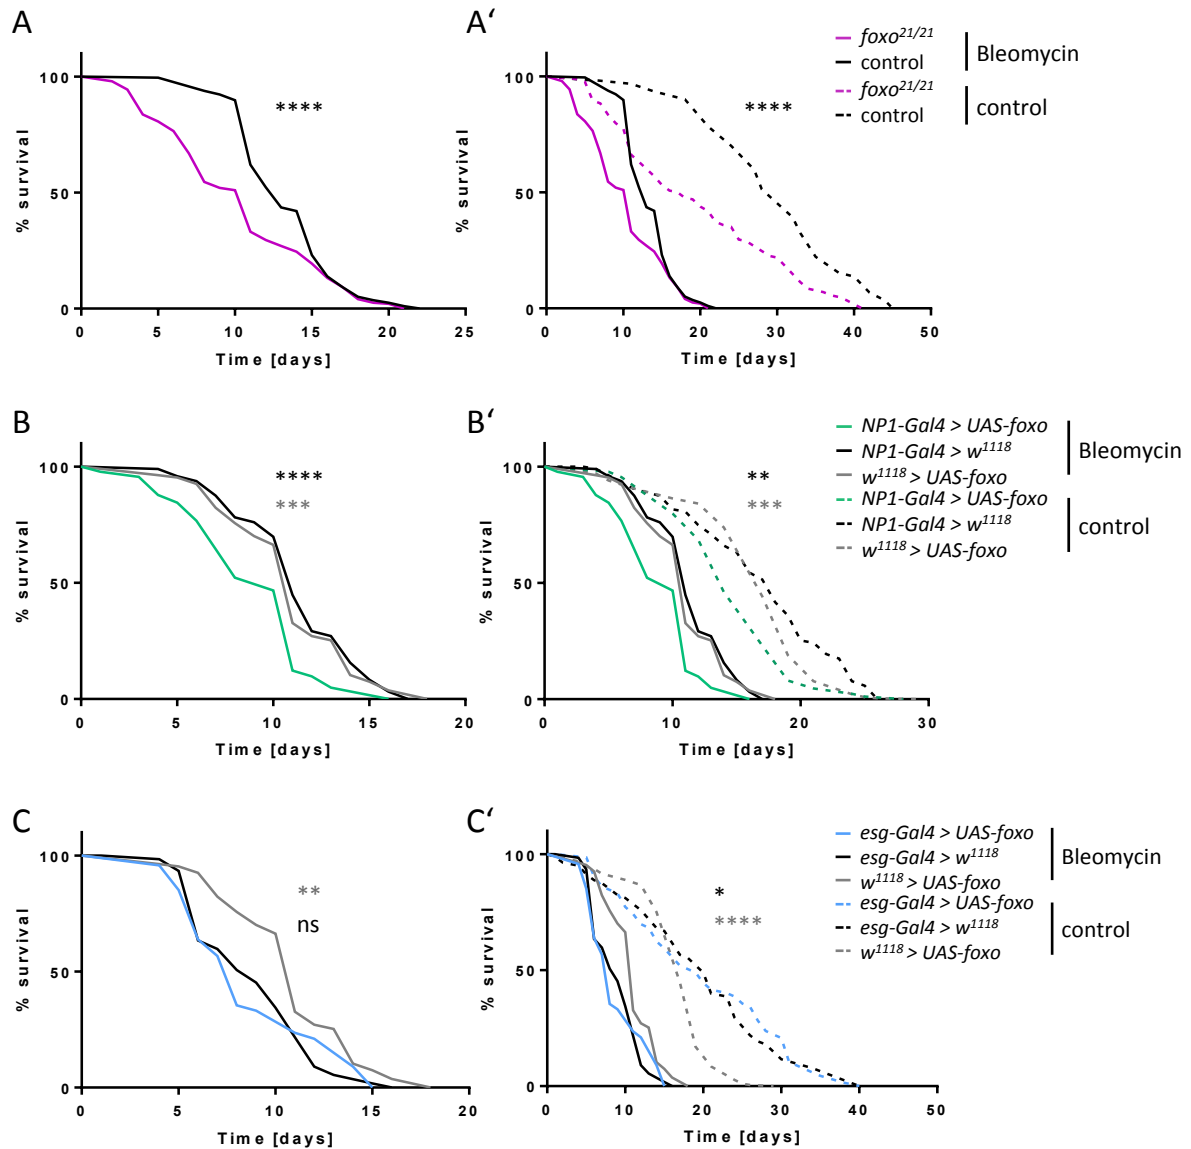 A
% survival
100
50
0
0 5 10 15 20 25
Time [days]
****
A‘
% survival
100
50
0
0 10 20 30 40 50
Time [days]
****
foxo21/21
control
Bleomycin
foxo21/21
control
control
B
% survival
100
50
0
0 5 10 15 20
Time [days]
****
***
B‘
% survival
100
50
0
0 10 20 30
Time [days]
**
***
NP1-Gal4 > UAS-foxo
NP1-Gal4 > w1118
w1118 > UAS-foxo
Bleomycin
NP1-Gal4 > UAS-foxo
NP1-Gal4 > w1118
w1118 > UAS-foxo
control
C
% survival
100
50
0
0 5 10 15 20
Time [days]
**
ns
C‘
% survival
100
50
0
0 10 20 30 40 50
Time [days]
*
****
esg-Gal4 > UAS-foxo
esg-Gal4 > w1118
w1118 > UAS-foxo
Bleomycin
esg-Gal4 > UAS-foxo
esg-Gal4 > w1118
w1118 > UAS-foxo
control